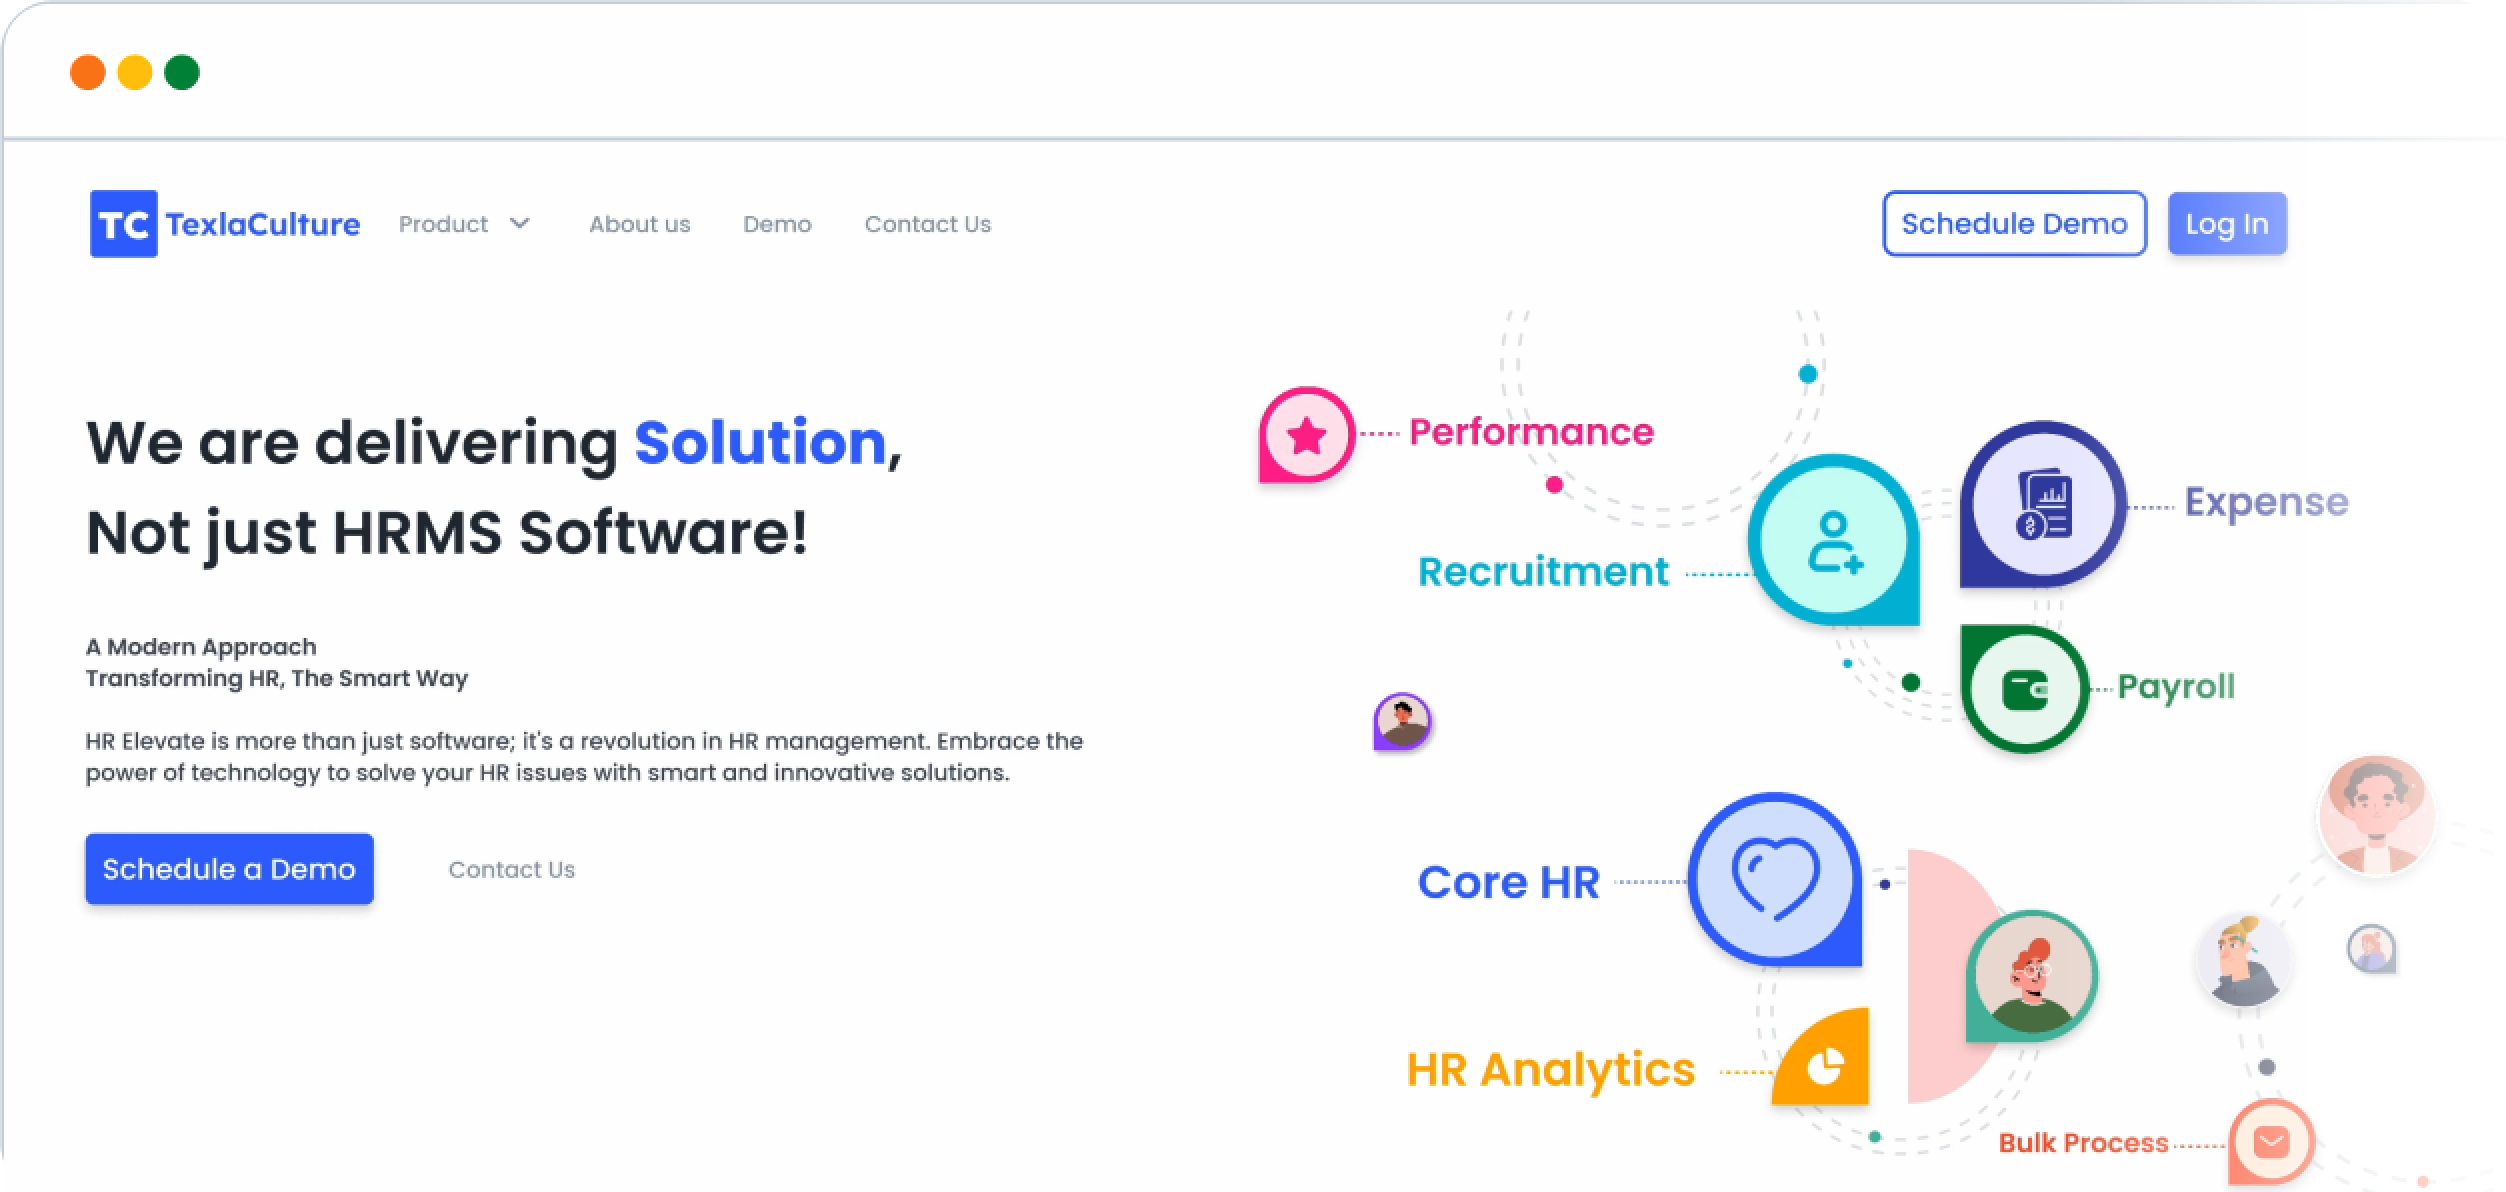 TC TexlaCulture Product About us Demo Contact Us Schedule Demo Log In
We are delivering Solution,
Not just HRMS Software!
A Modern Approach
Transforming HR, The Smart Way
HR Elevate is more than just software; it's a revolution in HR management. Embrace the
power of technology to solve your HR issues with smart and innovative solutions.
Schedule a Demo Contact Us
Performance
Expense
Recruitment
Payroll
Core HR
HR Analytics
Bulk Process